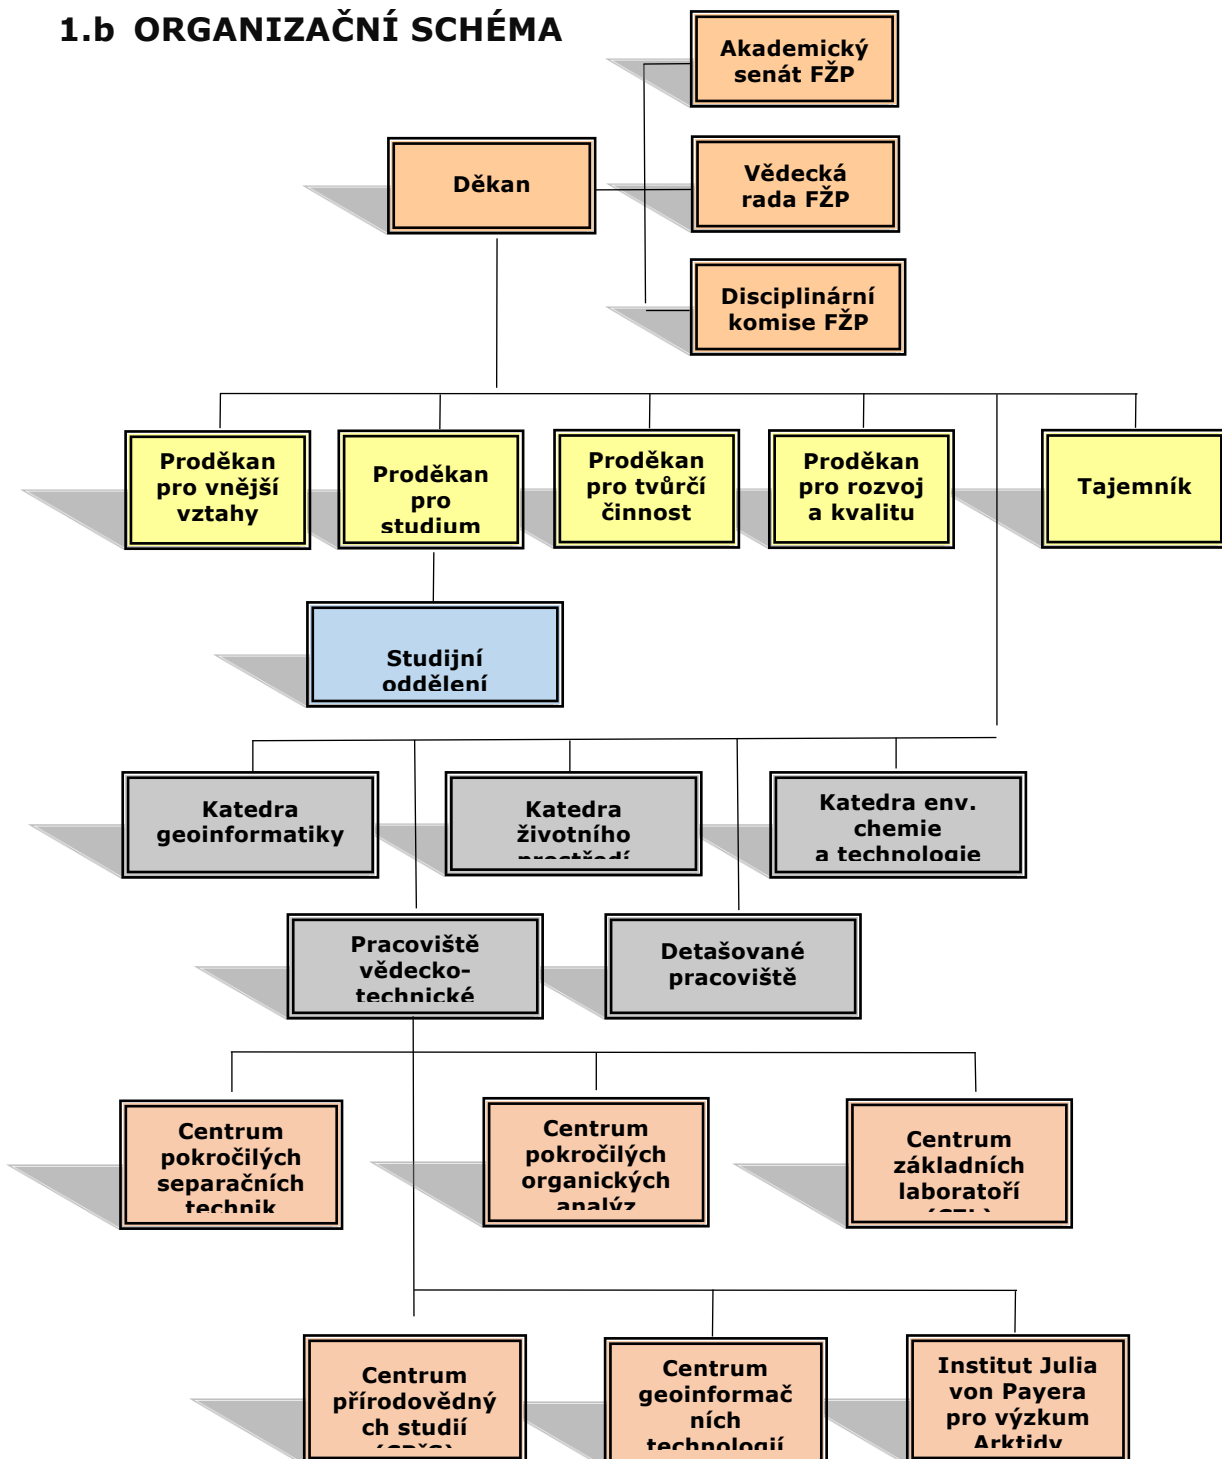 1.b ORGANIZAČNÍ SCHÉMA
Akademický
senát FŽP
Děkan
Vědecká
rada FŽP
Disciplinární
komise FŽP
Proděkan
pro vnější
vztahy
Proděkan
pro
studium
Proděkan
pro tvůrčí
činnost
Proděkan
pro rozvoj
a kvalitu
Tajemník
Studijní
oddělení
Katedra
geoinformatiky
Katedra
životního
prostředí
Katedra env.
chemie
a technologie
Pracoviště
vědecko-
technické
Detašované
pracoviště
Centrum
pokročilých
separačních
technik
Centrum
pokročilých
organických
analýz
Centrum
základních
laboratoří
Centrum
přírodovědný
ch studií
Centrum
geoinformač
ních
technologií
Institut Julia
von Payera
pro výzkum
Arktidy